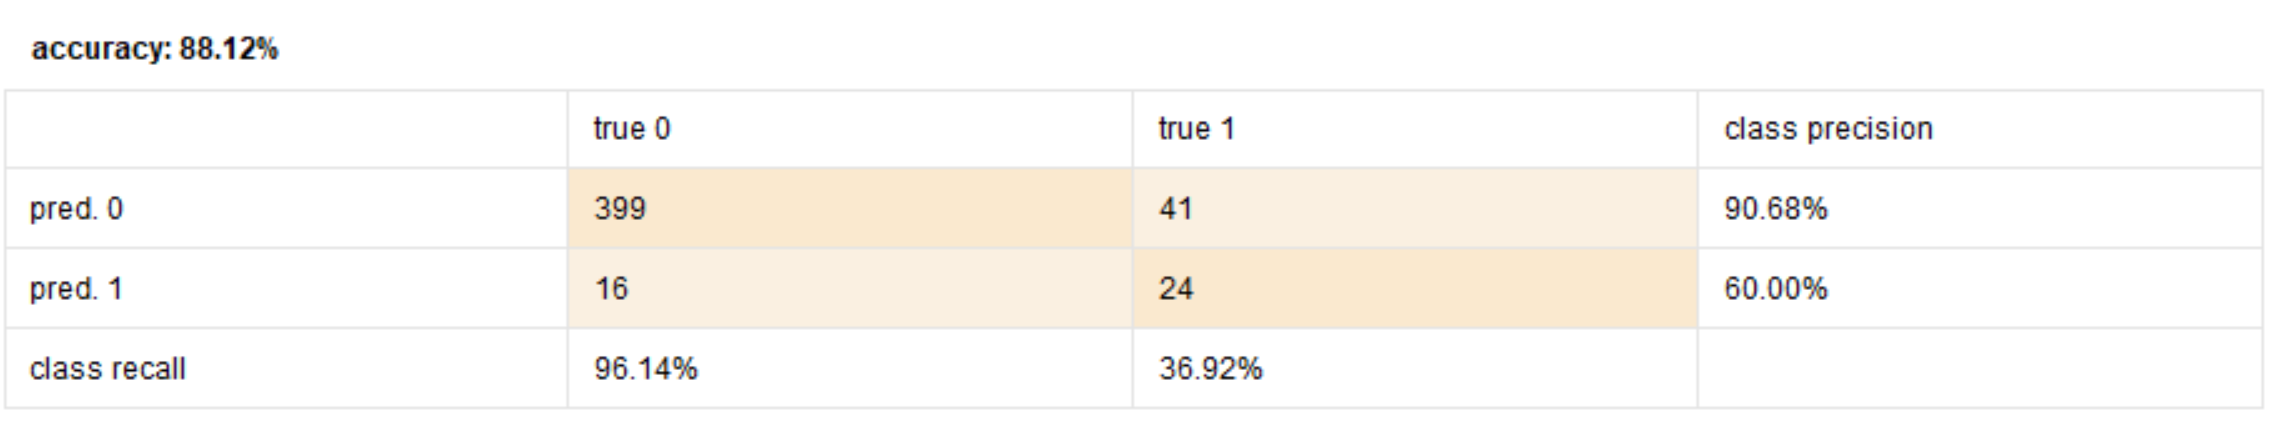 accuracy: 88.12%
true 0 true 1 class precision
pred. 0 399 41 90.68%
pred. 1 16 24 60.00%
class recall 96.14% 36.92%